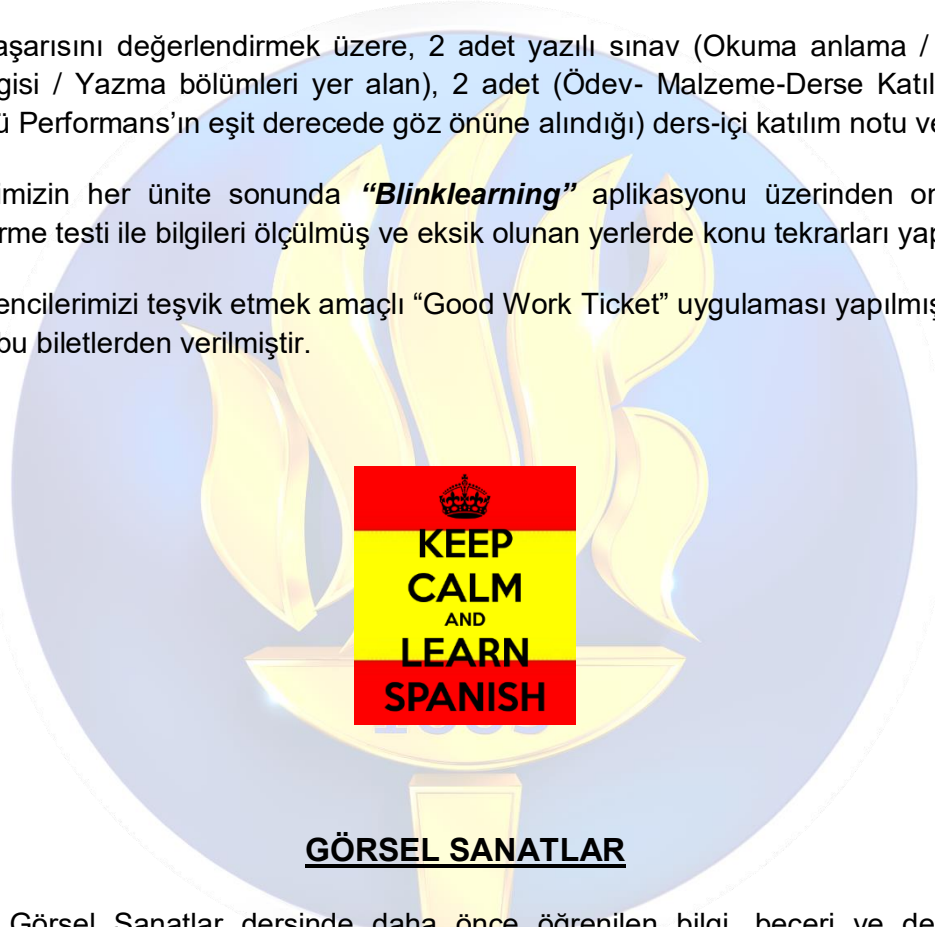 aşarısını değerlendirmek üzere, 2 adet yazılı sınav (Okuma anlama /
gisi / Yazma bölümleri yer alan), 2 adet (Ödev- Malzeme-Derse Katıl
ü Performans’ın eşit derecede göz önüne alındığı) ders-içi katılım notu ve
imizin her ünite sonunda “Blinklearning” aplikasyonu üzerinden on
rme testi ile bilgileri ölçülmüş ve eksik olunan yerlerde konu tekrarları yap
encilerimizi teşvik etmek amaçlı “Good Work Ticket” uygulaması yapılmış
bu biletlerden verilmiştir.
KEEP
CALM
AND
LEARN
SPANISH
GÖRSEL SANATLAR
Görsel Sanatlar dersinde daha önce öğrenilen bilgi, beceri ve de